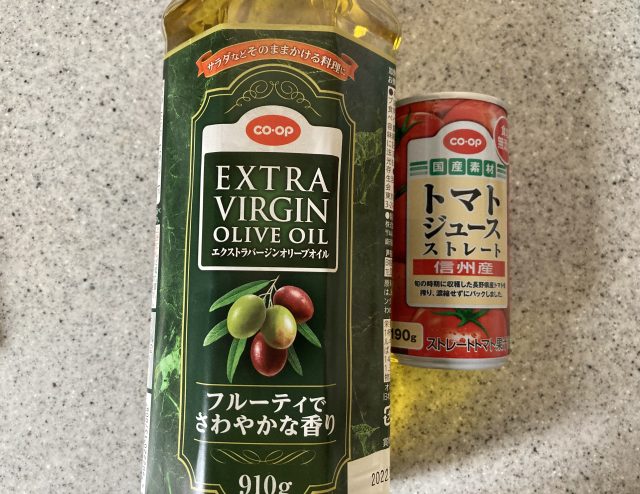 サラダなどそのままかける料理に
CO·OP
EXTRA
VIRGIN
OLIVE OIL
エクストラバージンオリーブオイル
フルーティで
さわやかな香り
910g
2022
CO·OP
国産素材
トマト
ジュース
ストレート
信州産
旬の時期に収穫した長野県産トマトを
搾り、濃縮せずにパックしました。
190g
ストレートトマト果汁